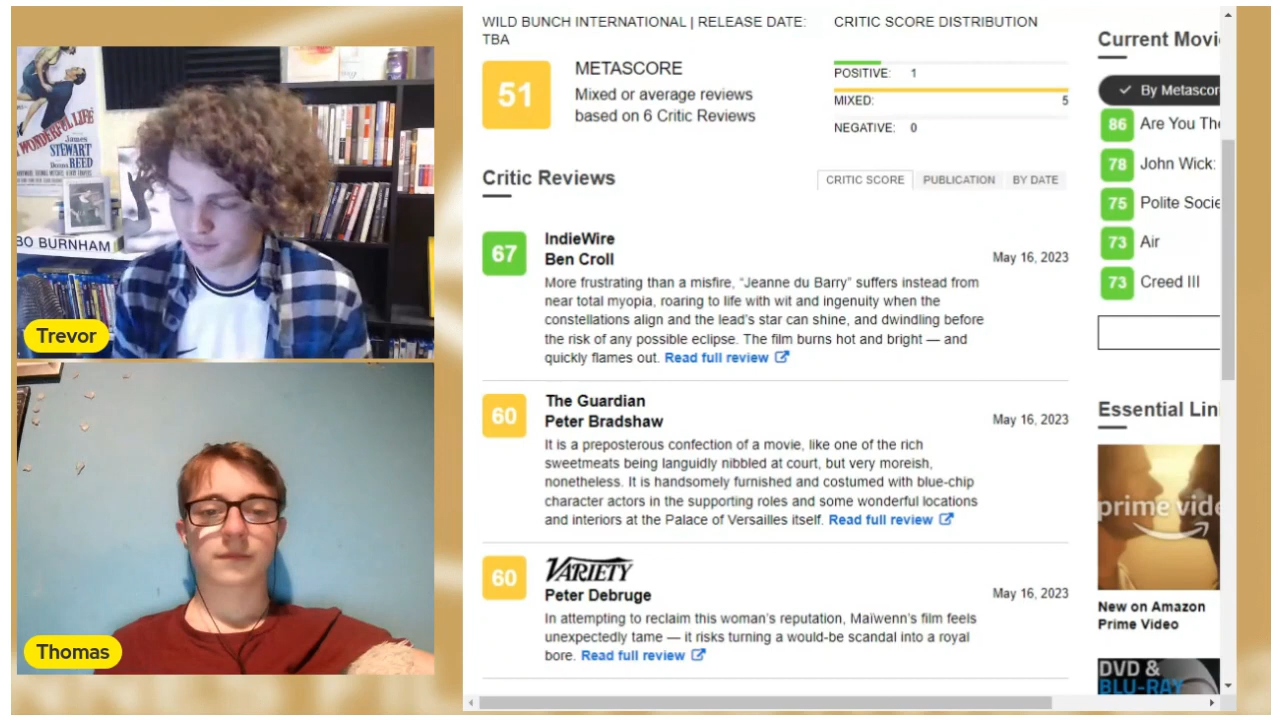 WONDERFUL LIFE
James
STEWART
Donna
REED
BO BURNHAM
Trevor
Thomas
WILD BUNCH INTERNATIONAL | RELEASE DATE:
TBA
51
METASCORE
Mixed or average reviews
based on 6 Critic Reviews
CRITIC SCORE DISTRIBUTION
POSITIVE: 1
MIXED: 5
NEGATIVE: 0
Critic Reviews
CRITIC SCORE PUBLICATION BY DATE
67
IndieWire
Ben Croll
May 16, 2023
More frustrating than a misfire, “Jeanne du Barry” suffers instead from
near total myopia, roaring to life with wit and ingenuity when the
constellations align and the lead’s star can shine, and dwindling before
the risk of any possible eclipse. The film burns hot and bright — and
quickly flames out. Read full review
60
The Guardian
Peter Bradshaw
May 16, 2023
It is a preposterous confection of a movie, like one of the rich
sweetmeats being languidly nibbled at court, but very moreish,
nonetheless. It is handsomely furnished and costumed with blue-chip
character actors in the supporting roles and some wonderful locations
and interiors at the Palace of Versailles itself. Read full review
60
VARIETY
Peter Debruge
May 16, 2023
In attempting to reclaim this woman’s reputation, Maïwenn’s film feels
unexpectedly tame — it risks turning a would-be scandal into a royal
bore. Read full review
Current Movi
By Metascor
86 Are You The
78 John Wick:
75 Polite Socie
73 Air
73 Creed III
Essential Lin
prime vide
New on Amazon
Prime Video
DVD &
BLU-RAY